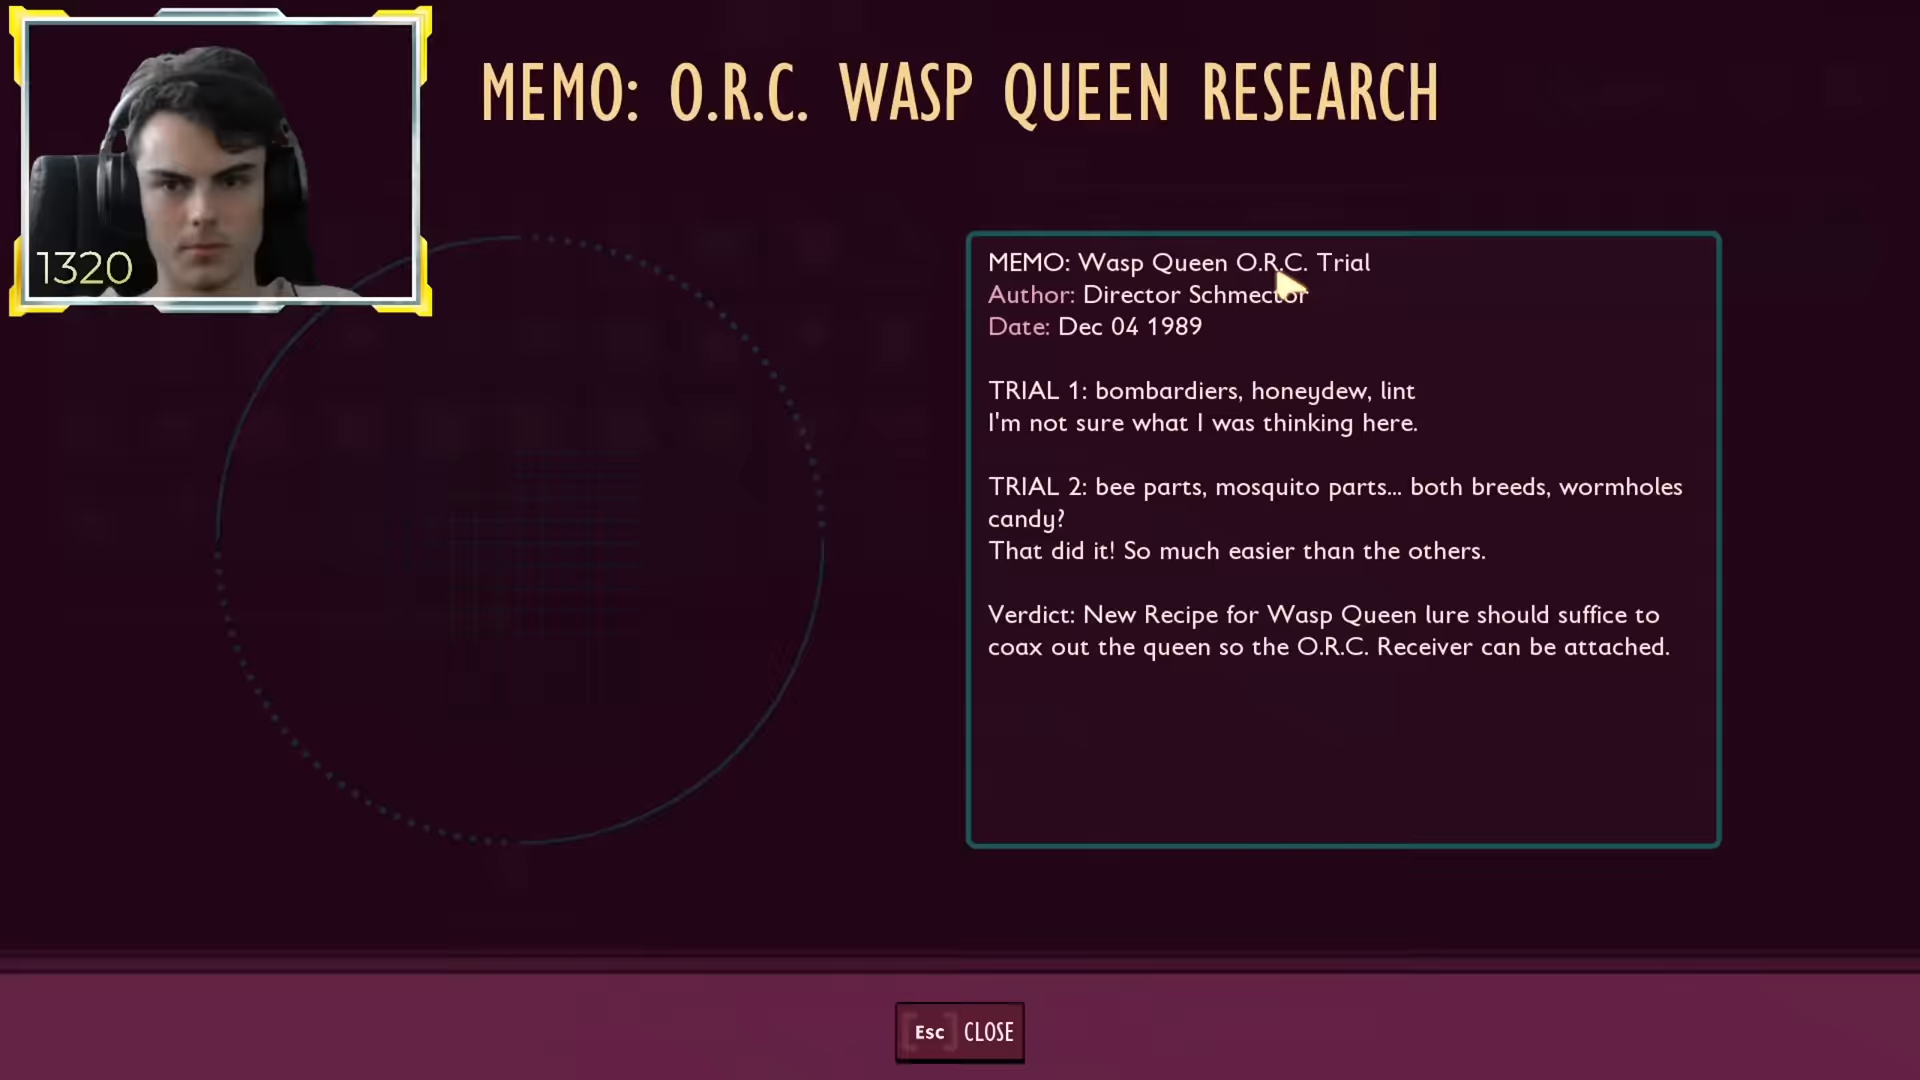 MEMO: O.R.C. WASP QUEEN RESEARCH
1320
MEMO: Wasp Queen O.R.C. Trial
Author: Director Schmector
Date: Dec 04 1989
TRIAL 1: bombardiers, honeydew, lint
I'm not sure what I was thinking here.
TRIAL 2: bee parts, mosquito parts... both breeds, wormholes
candy?
That did it! So much easier than the others.
Verdict: New Recipe for Wasp Queen lure should suffice to
coax out the queen so the O.R.C. Receiver can be attached.
Esc CLOSE